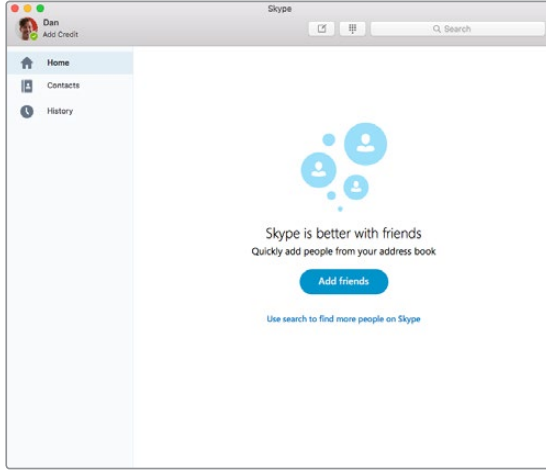 Skype
Dan
Add Credit
Search
Home
Contacts
History
Skype is better with friends
Quickly add people from your address book
Add friends
Use search to find more people on Skype